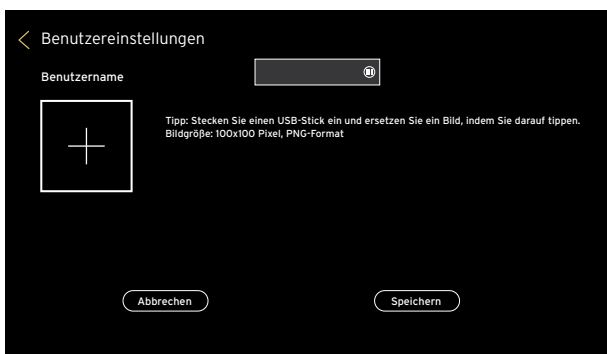 Benutzereinstellungen
Benutzername
Tipp: Stecken Sie einen USB-Stick ein und ersetzen Sie ein Bild, indem Sie darauf tippen.
Bildgröße: 100x100 Pixel, PNG-Format
Abbrechen
Speichern